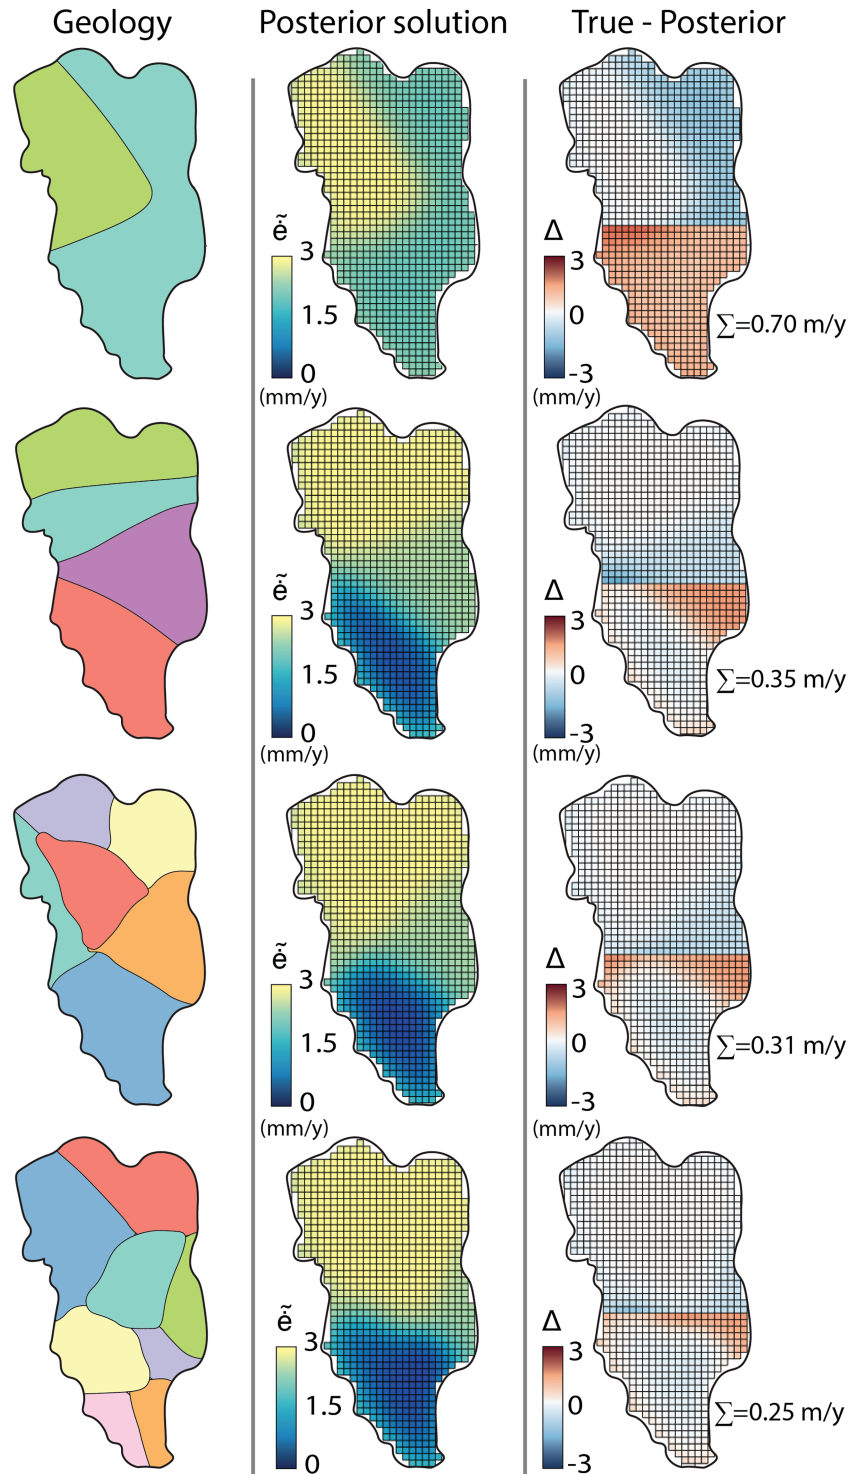 Geology Posterior solution True - Posterior
ẽ̇ Δ
3 3
1.5 0
0 -3
∑=0.70 m/y
(mm/y) (mm/y)
ẽ̇ Δ
3 3
1.5 0
0 -3
∑=0.35 m/y
(mm/y) (mm/y)
ẽ̇ Δ
3 3
1.5 0
0 -3
∑=0.31 m/y
(mm/y) (mm/y)
ẽ̇ Δ
3 3
1.5 0
0 -3
∑=0.25 m/y